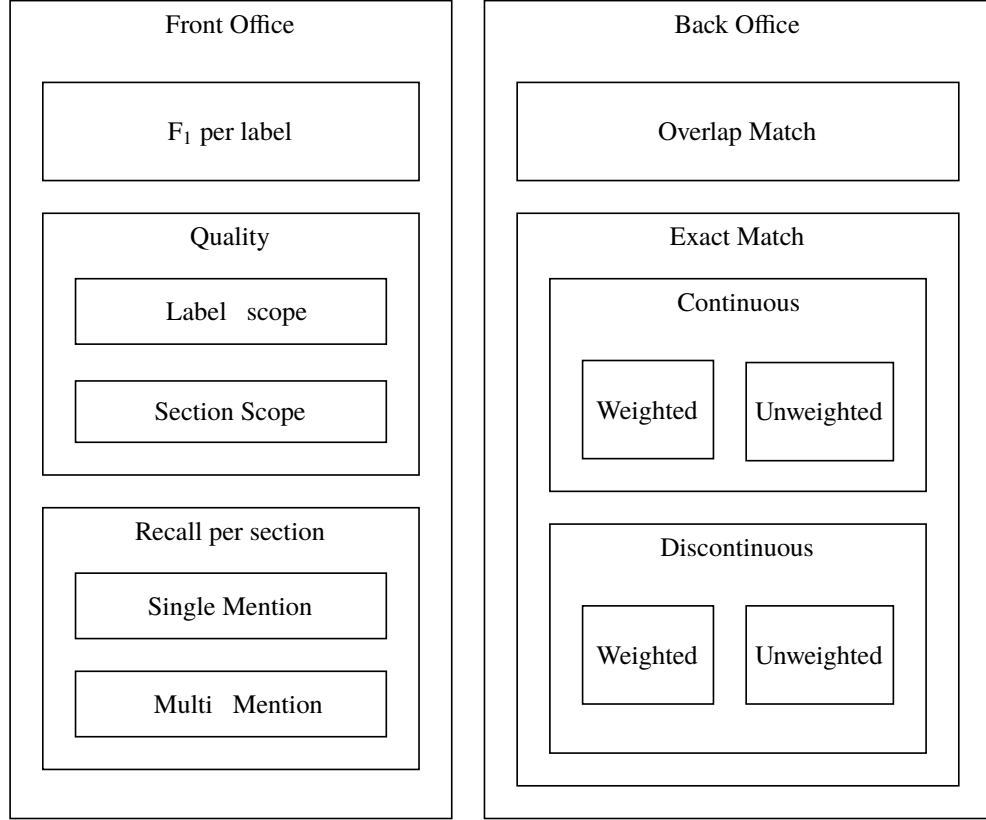 Front Office
F₁ per label
Quality
Label scope
Section Scope
Recall per section
Single Mention
Multi Mention
Back Office
Overlap Match
Exact Match
Continuous
Weighted
Unweighted
Discontinuous
Weighted
Unweighted